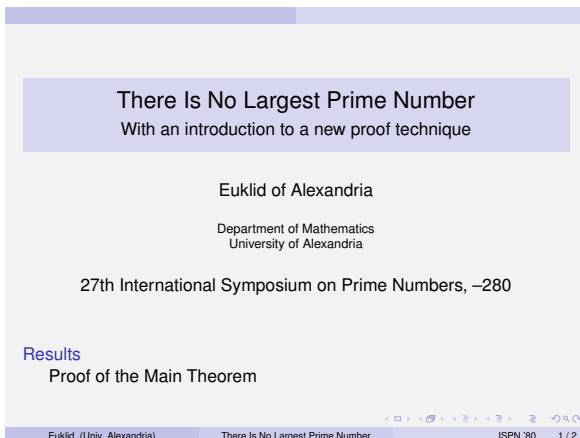 There Is No Largest Prime Number
With an introduction to a new proof technique
Euklid of Alexandria
Department of Mathematics
University of Alexandria
27th International Symposium on Prime Numbers, –280
Results
Proof of the Main Theorem
Euklid (Univ. Alexandria) There Is No Largest Prime Number ISPN '80 1 / 2